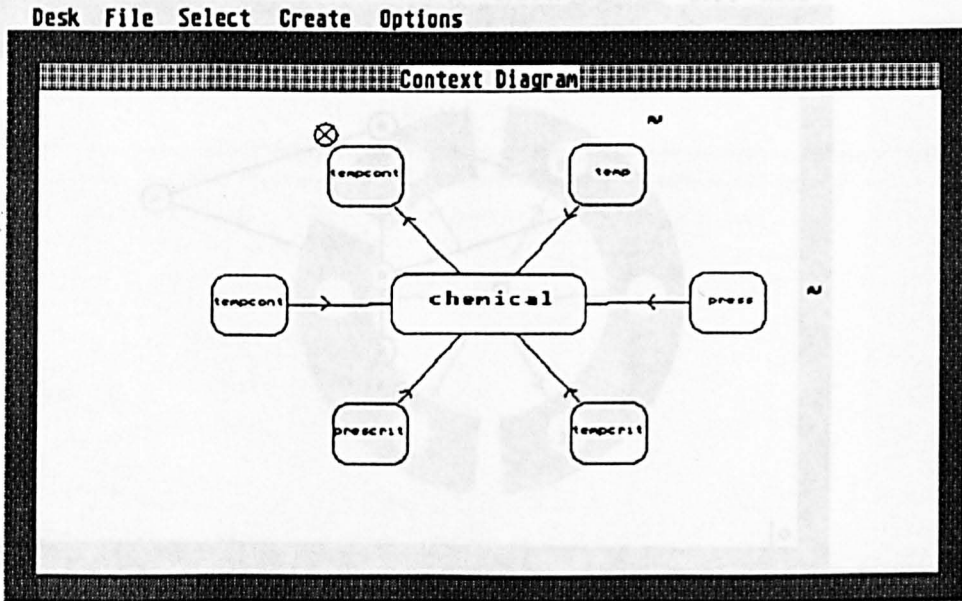 Desk File Select Create Options
Context Diagram
tempcont
temp
tempcont
chemical
press
prescrit
tempcrit